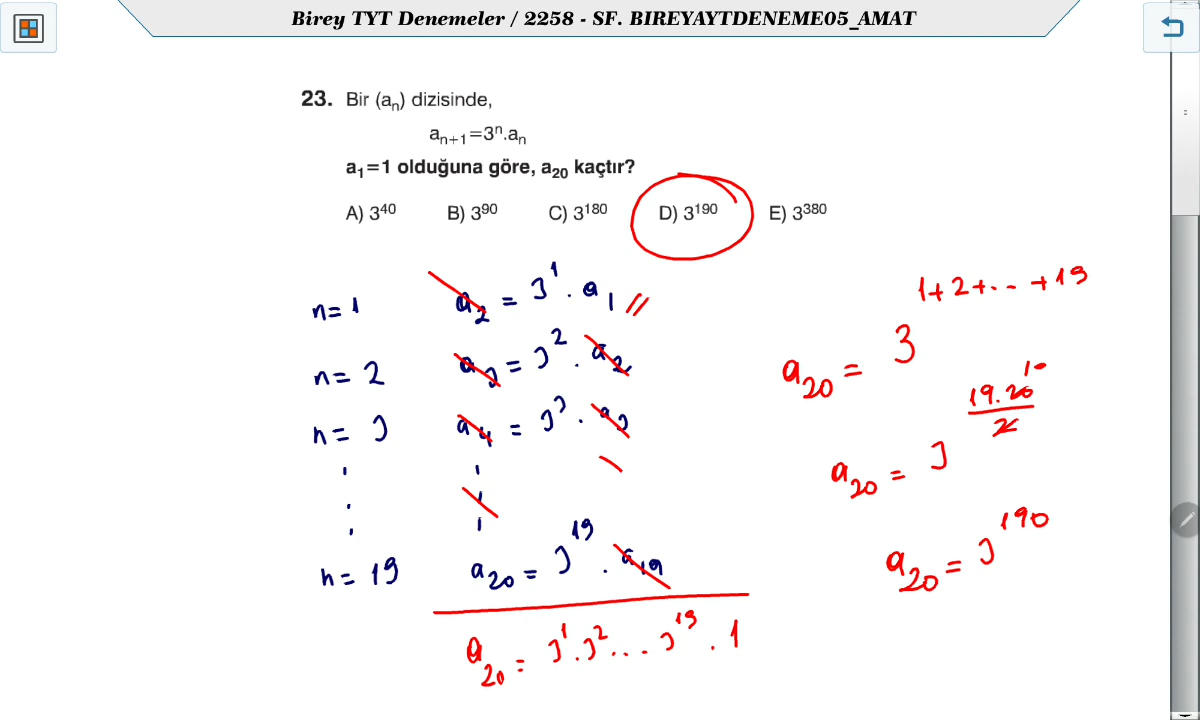 Birey TYT Denemeler / 2258 - SF. BIREYAYTDENEME05_AMAT
23. Bir (aₙ) dizisinde,
aₙ₊₁=3ⁿ.aₙ
a₁=1 olduğuna göre, a₂₀ kaçtır?
A) 3⁴⁰ B) 3⁹⁰ C) 3¹⁸⁰ D) 3¹⁹⁰ E) 3³⁸⁰
n=1 a₂ = 3¹ . a₁ //
n=2 a₃ = 3² . a₂
n=3 a₄ = 3³ . a₃
n=19 a₂₀ = 3¹⁹ . a₁₉
a₂₀ = 3¹.3²... 3¹⁹ . 1
a₂₀ = 3^(1+2+...+19)
a₂₀ = 3^(19.20/2) 10
a₂₀ = 3¹⁹⁰